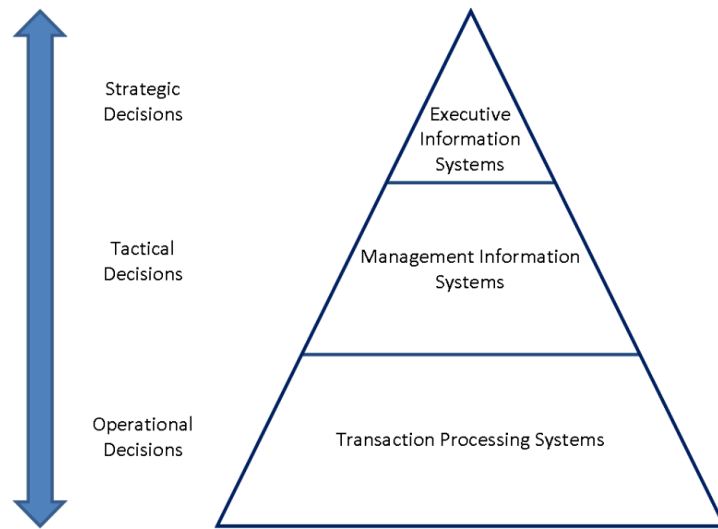 Strategic
Decisions
Executive
Information
Systems
Tactical
Decisions
Management Information
Systems
Operational
Decisions
Transaction Processing Systems